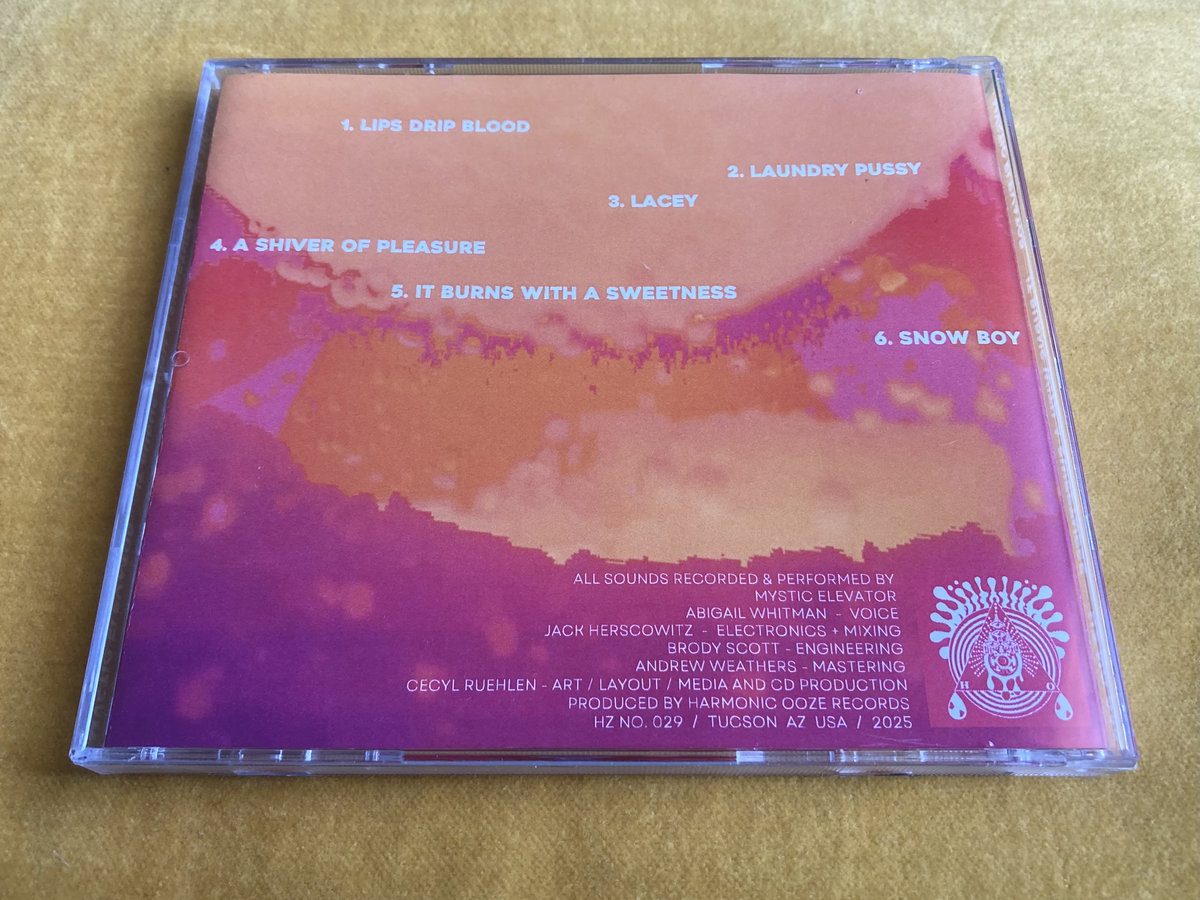 1. LIPS DRIP BLOOD
2. LAUNDRY PUSSY
3. LACEY
4. A SHIVER OF PLEASURE
5. IT BURNS WITH A SWEETNESS
6. SNOW BOY
ALL SOUNDS RECORDED & PERFORMED BY
MYSTIC ELEVATOR
ABIGAIL WHITMAN - VOICE
JACK HERSCOWITZ - ELECTRONICS + MIXING
BRODY SCOTT - ENGINEERING
ANDREW WEATHERS - MASTERING
CECYL RUEHLEN - ART / LAYOUT / MEDIA AND CD PRODUCTION
PRODUCED BY HARMONIC OOZE RECORDS
HZ NO. 029 / TUCSON AZ USA / 2025
H O